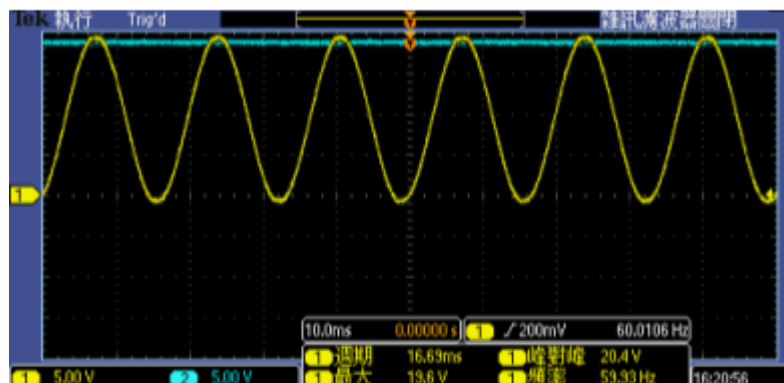 Tek 執行 Trig'd 雜訊濾波器關閉
1
10.0ms 0.00000 s 1 200mV 60.0106 Hz
1 週期 16.69ms 1 峰對峰 20.4 V
1 最大 19.6 V 1 頻率 59.93 Hz
1 5.00 V 2 5.00 V 16:20:56